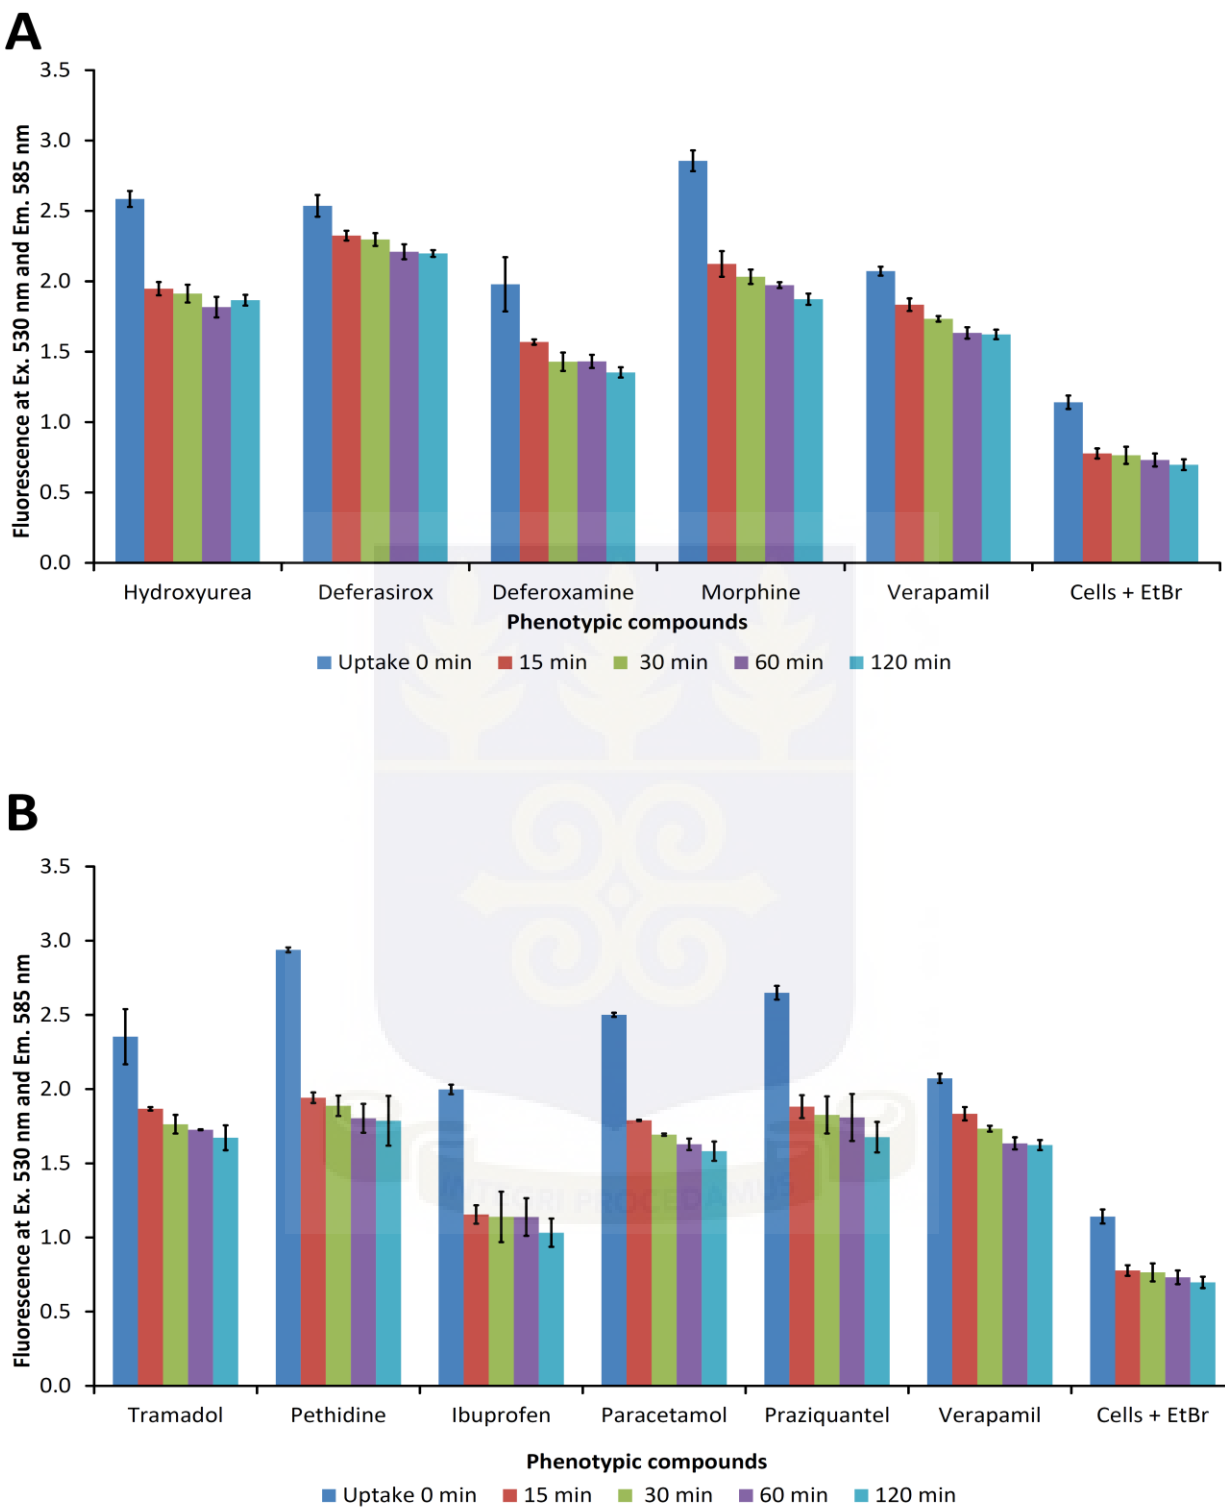 A
Fluorescence at Ex. 530 nm and Em. 585 nm
3.5
3.0
2.5
2.0
1.5
1.0
0.5
0.0
Hydroxyurea Deferasirox Deferoxamine Morphine Verapamil Cells + EtBr
Phenotypic compounds
Uptake 0 min 15 min 30 min 60 min 120 min
B
Fluorescence at Ex. 530 nm and Em. 585 nm
3.5
3.0
2.5
2.0
1.5
1.0
0.5
0.0
INTEGRI PROCEDAMUS
Tramadol Pethidine Ibuprofen Paracetamol Praziquantel Verapamil Cells + EtBr
Phenotypic compounds
Uptake 0 min 15 min 30 min 60 min 120 min